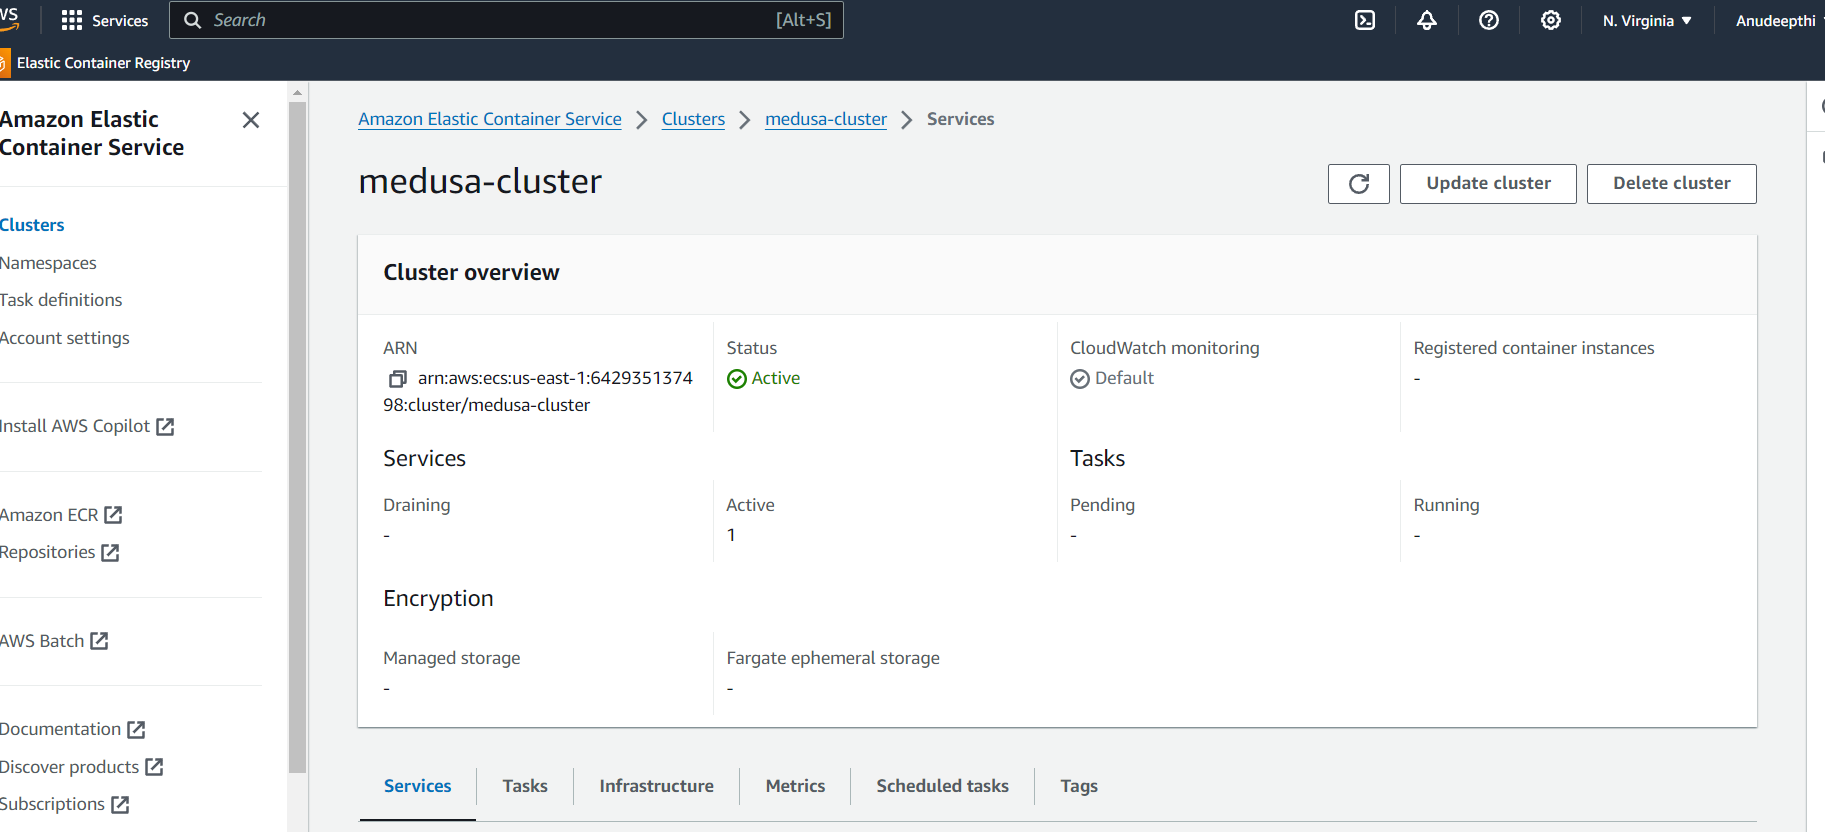 Services
Search
[Alt+S]
N. Virginia
Anudeepthi
Elastic Container Registry
Amazon Elastic
Container Service
Clusters
Namespaces
Task definitions
Account settings
Install AWS Copilot
Amazon ECR
Repositories
AWS Batch
Documentation
Discover products
Subscriptions
Amazon Elastic Container Service > Clusters > medusa-cluster > Services
medusa-cluster
Update cluster
Delete cluster
Cluster overview
ARN
arn:aws:ecs:us-east-1:6429351374
98:cluster/medusa-cluster
Status
Active
CloudWatch monitoring
Default
Registered container instances
-
Services
Tasks
Draining
-
Active
1
Pending
-
Running
-
Encryption
Managed storage
-
Fargate ephemeral storage
-
Services
Tasks
Infrastructure
Metrics
Scheduled tasks
Tags